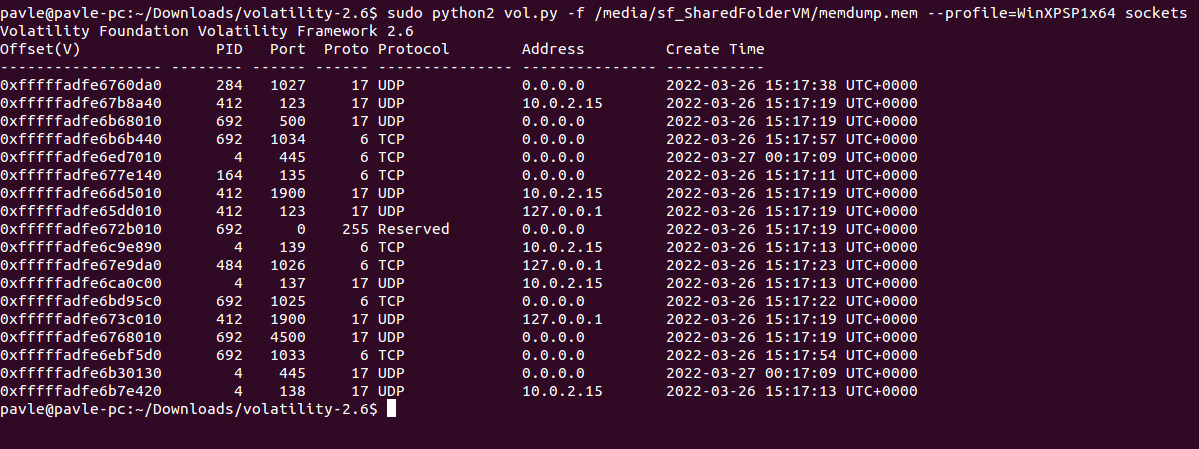 pavle@pavle-pc:~/Downloads/volatility-2.6$ sudo python2 vol.py -f /media/sf_SharedFolderVM/memdump.mem --profile=WinXPSP1x64 sockets
Volatility Foundation Volatility Framework 2.6
Offset(V)                PID   Port  Proto Protocol        Address         Create Time
------------------ -------- ------ ------ --------------- --------------- -----------
0xfffffadfe6760da0      284   1027     17 UDP             0.0.0.0         2022-03-26 15:17:38 UTC+0000
0xfffffadfe67b8a40      412    123     17 UDP             10.0.2.15       2022-03-26 15:17:19 UTC+0000
0xfffffadfe6b68010      692    500     17 UDP             0.0.0.0         2022-03-26 15:17:19 UTC+0000
0xfffffadfe6b6b440      692   1034      6 TCP             0.0.0.0         2022-03-26 15:17:57 UTC+0000
0xfffffadfe6ed7010        4    445      6 TCP             0.0.0.0         2022-03-27 00:17:09 UTC+0000
0xfffffadfe677e140      164    135      6 TCP             0.0.0.0         2022-03-26 15:17:11 UTC+0000
0xfffffadfe66d5010      412   1900     17 UDP             10.0.2.15       2022-03-26 15:17:19 UTC+0000
0xfffffadfe65dd010      412    123     17 UDP             127.0.0.1       2022-03-26 15:17:19 UTC+0000
0xfffffadfe672b010      692      0    255 Reserved        0.0.0.0         2022-03-26 15:17:19 UTC+0000
0xfffffadfe6c9e890        4    139      6 TCP             10.0.2.15       2022-03-26 15:17:13 UTC+0000
0xfffffadfe67e9da0      484   1026      6 TCP             127.0.0.1       2022-03-26 15:17:23 UTC+0000
0xfffffadfe6ca0c00        4    137     17 UDP             10.0.2.15       2022-03-26 15:17:13 UTC+0000
0xfffffadfe6bd95c0      692   1025      6 TCP             0.0.0.0         2022-03-26 15:17:22 UTC+0000
0xfffffadfe673c010      412   1900     17 UDP             127.0.0.1       2022-03-26 15:17:19 UTC+0000
0xfffffadfe6768010      692   4500     17 UDP             0.0.0.0         2022-03-26 15:17:19 UTC+0000
0xfffffadfe6ebf5d0      692   1033      6 TCP             0.0.0.0         2022-03-26 15:17:54 UTC+0000
0xfffffadfe6b30130        4    445     17 UDP             0.0.0.0         2022-03-27 00:17:09 UTC+0000
0xfffffadfe6b7e420        4    138     17 UDP             10.0.2.15       2022-03-26 15:17:13 UTC+0000
pavle@pavle-pc:~/Downloads/volatility-2.6$